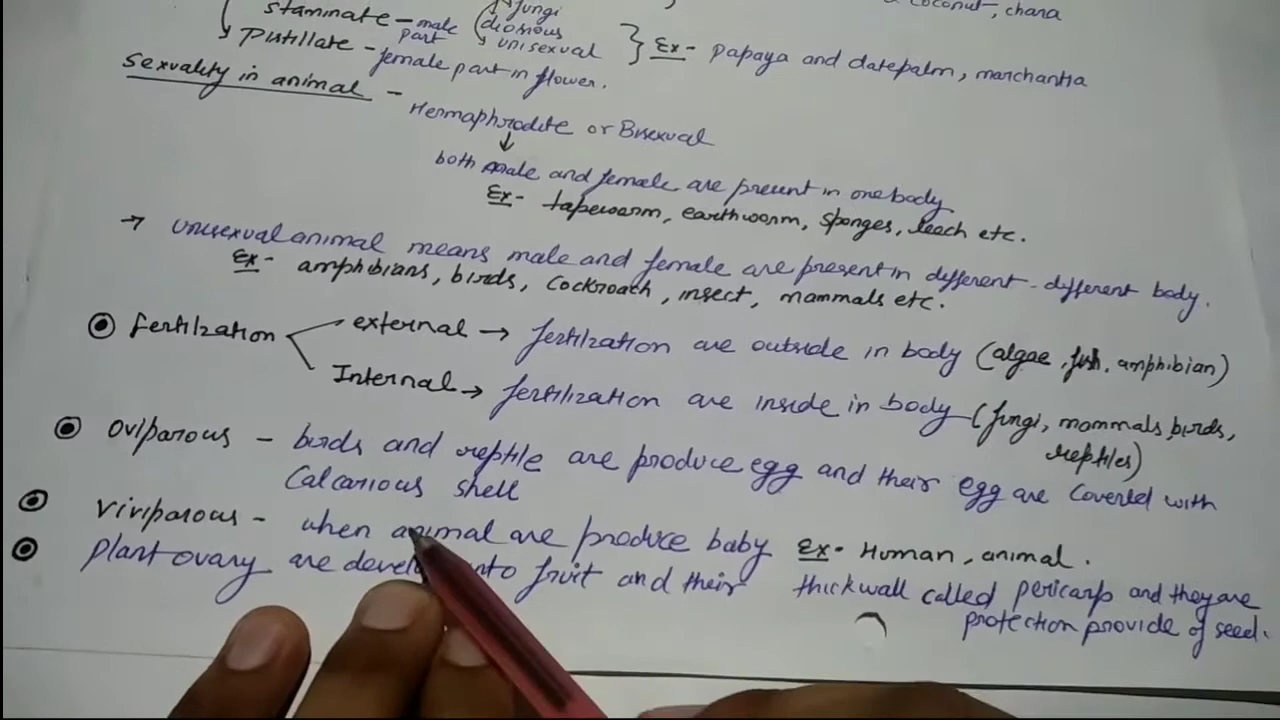 & coconut, chara
staminate - male part
(fungi
dioesious
unisexual
} Ex- papaya and datepalm, marchantia
pistillate - female part in flower.
Sexuality in animal -
Hermaphrodite or Bisexual
both male and female are present in one body
Ex- tapeworm, earthworm, sponges, leech etc.
→ unisexual animal means male and female are present in different-different body.
Ex- amphibians, birds, cockroach, insect, mammals etc.
fertilization
external → fertilization are outside in body (algae, fish, amphibian)
Internal → fertilization are inside in body (fungi, mammals, birds, reptiles)
oviparous - birds and reptile are produce egg and their egg are covered with
calcarious shell
viviparous - when animal are produce baby Ex- Human, animal.
plant ovary are into fruit and their thickwall called pericarp and they are
protection provide of seed.